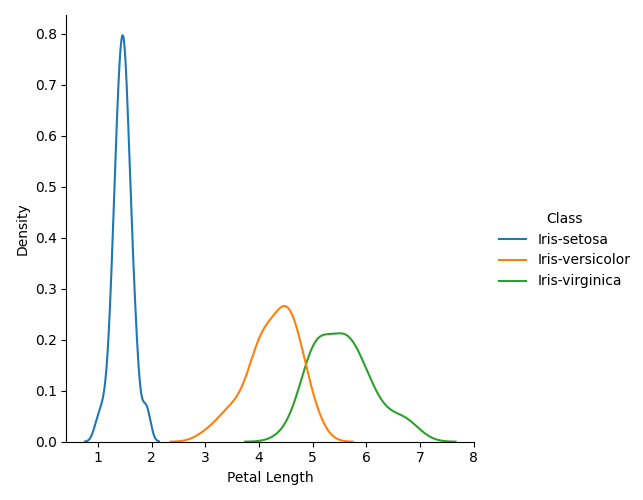 0.8
0.7
0.6
0.5
0.4
0.3
0.2
0.1
0.0
Density
1 2 3 4 5 6 7 8
Petal Length
Class
Iris-setosa
Iris-versicolor
Iris-virginica